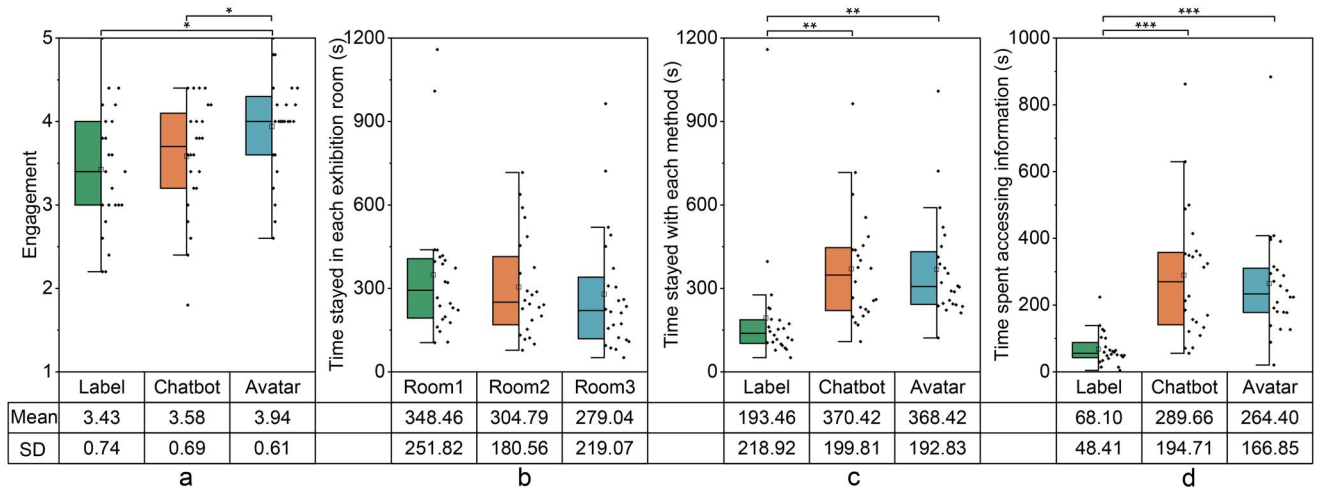 * * ** ** *** ***
Engagement
5
4
3
2
1
Time stayed in each exhibition room (s)
1200
900
600
300
0
Time stayed with each method (s)
1200
900
600
300
0
Time spent accessing information (s)
1000
800
600
400
200
0
Label Chatbot Avatar Room1 Room2 Room3 Label Chatbot Avatar Label Chatbot Avatar
Mean 3.43 3.58 3.94 348.46 304.79 279.04 193.46 370.42 368.42 68.10 289.66 264.40
SD 0.74 0.69 0.61 251.82 180.56 219.07 218.92 199.81 192.83 48.41 194.71 166.85
a b c d